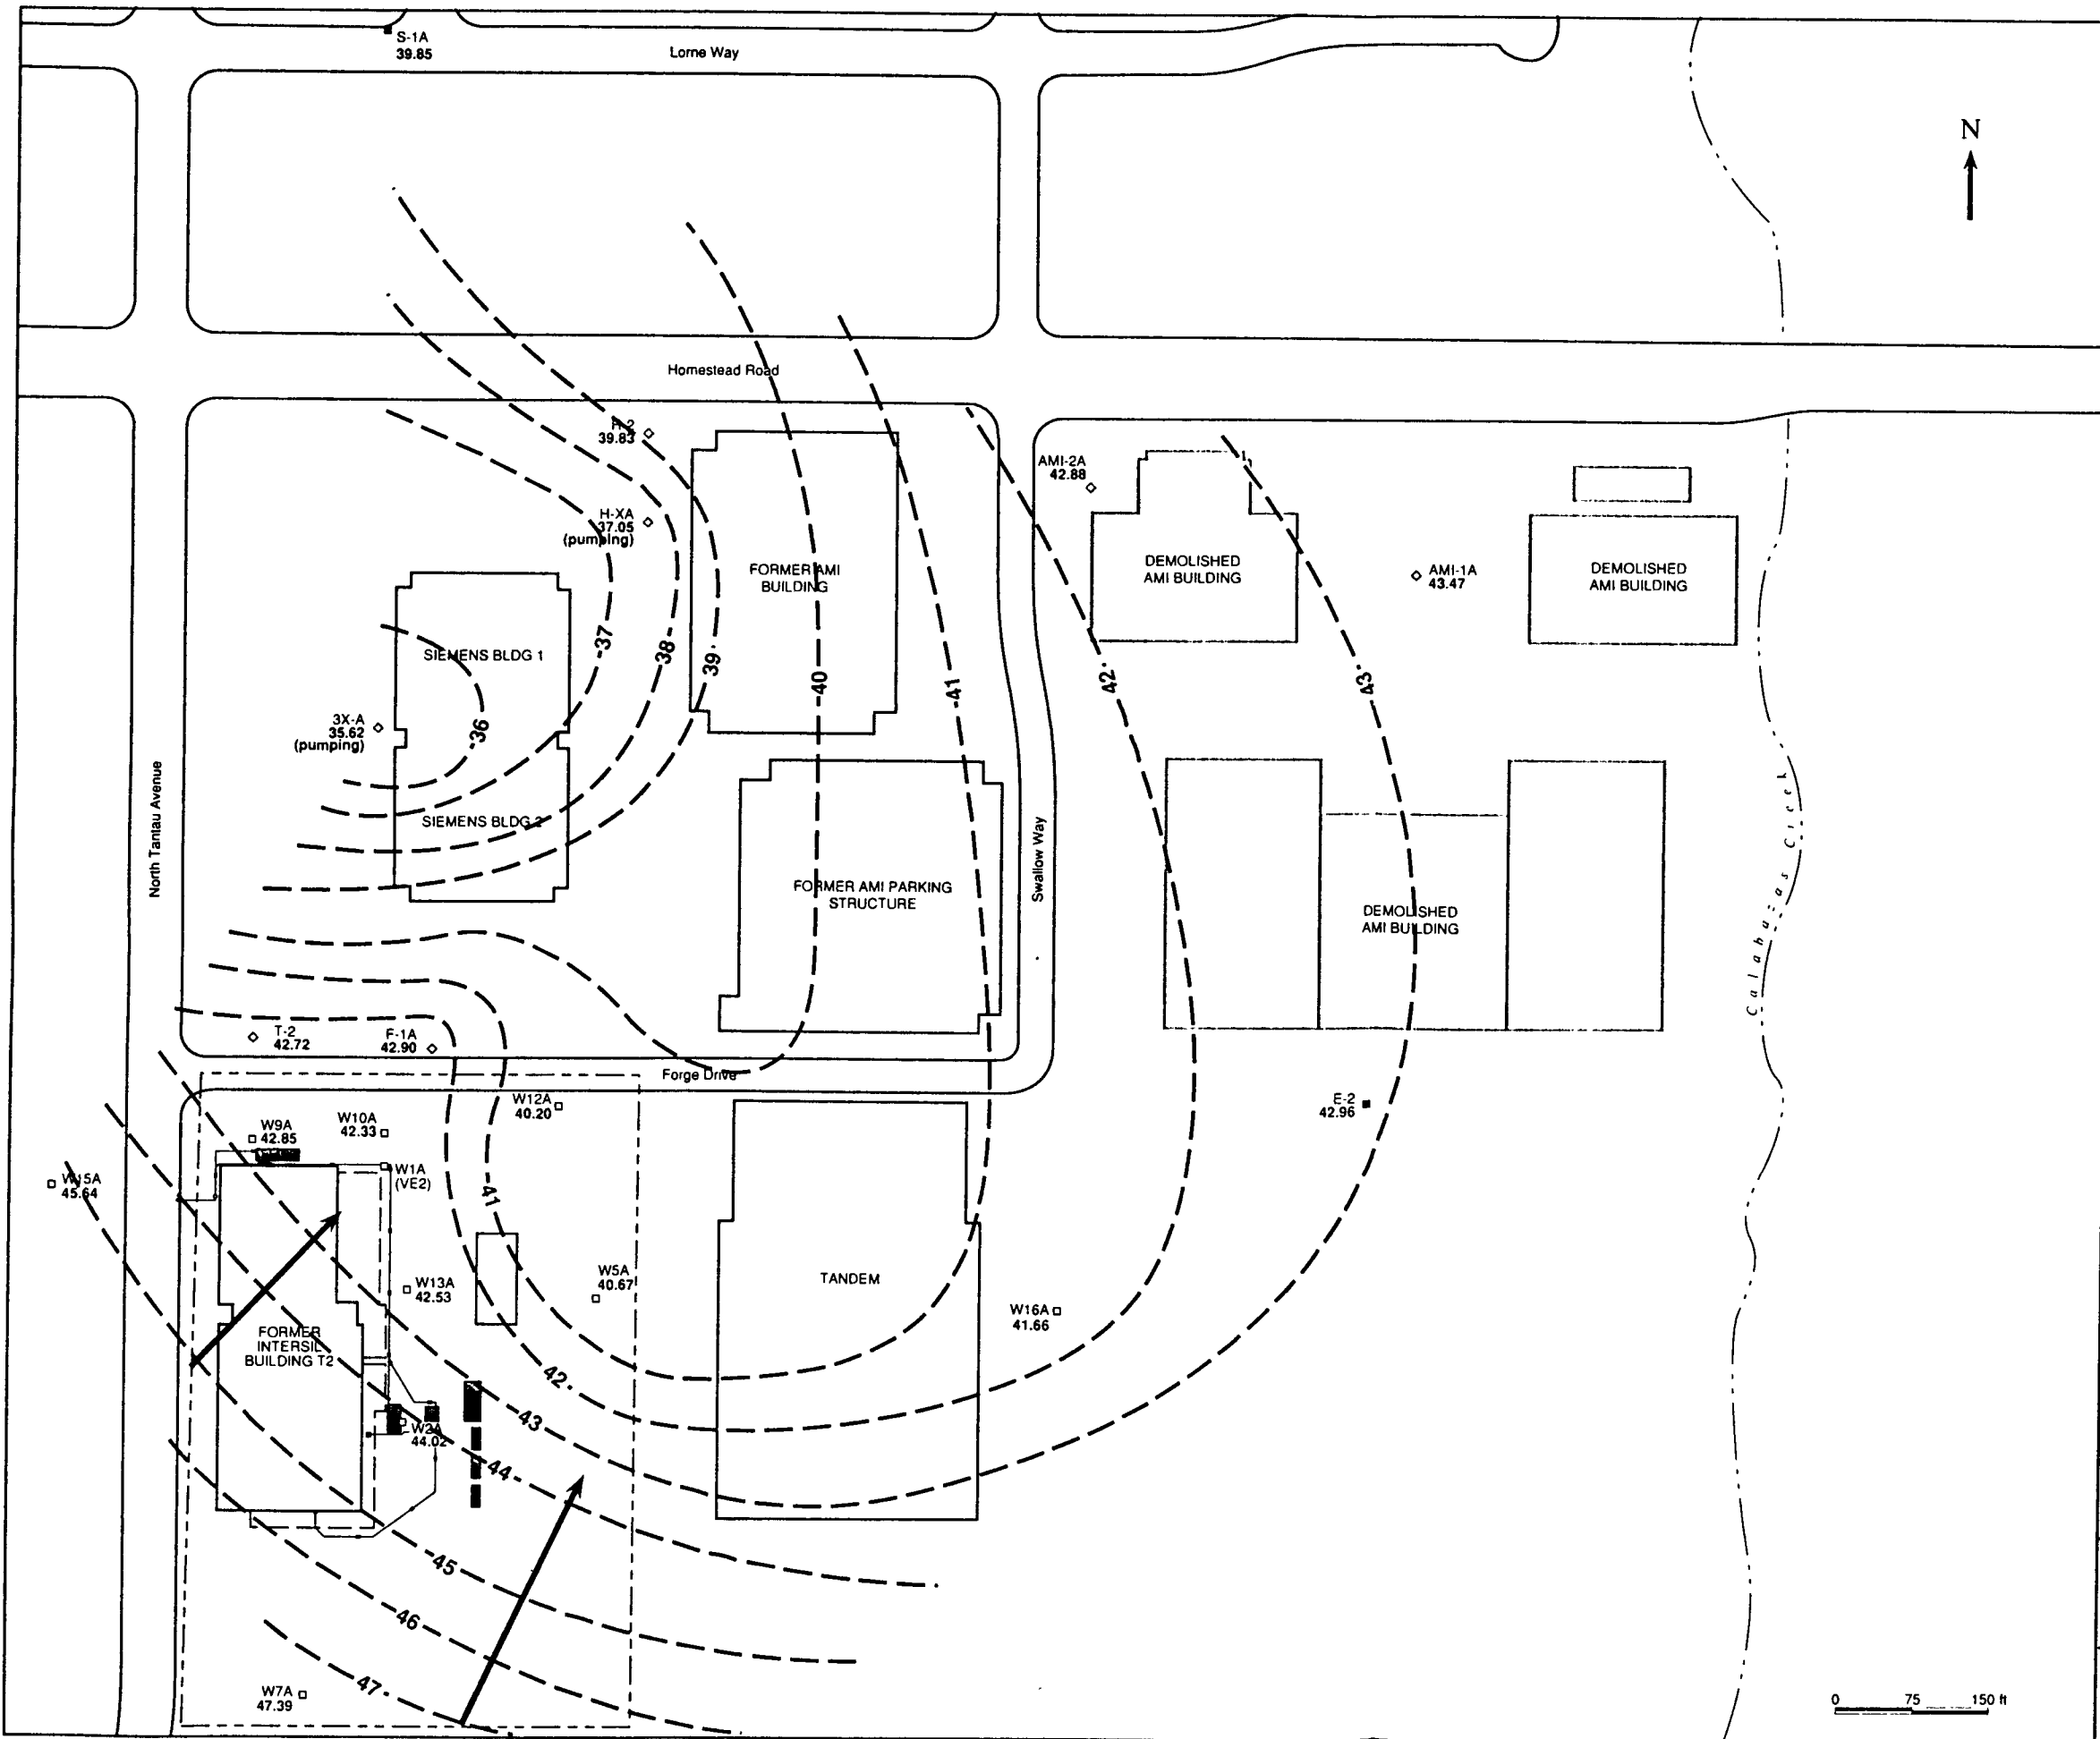 S-1A
39.85
Lorne Way
N
Homestead Road
H-2
39.83
AMI-2A
42.88
H-XA
37.05
(pumping)
FORMER AMI
BUILDING
DEMOLISHED
AMI BUILDING
AMI-1A
43.47
DEMOLISHED
AMI BUILDING
SIEMENS BLDG 1
37
38
39
40
41
42
43
36
3X-A
35.62
(pumping)
North Tantau Avenue
SIEMENS BLDG 2
Swallow Way
FORMER AMI PARKING
STRUCTURE
DEMOLISHED
AMI BUILDING
Calabazas Creek
T-2
42.72
F-1A
42.90
Forge Drive
W12A
40.20
E-2
42.96
W9A
42.85
W10A
42.33
W1A
(VE2)
W15A
45.64
41
W13A
42.53
W5A
40.67
TANDEM
W16A
41.66
FORMER
INTERSIL
BUILDING T2
42
43
W2A
44.02
44
45
46
47
W7A
47.39
0 75 150 ft